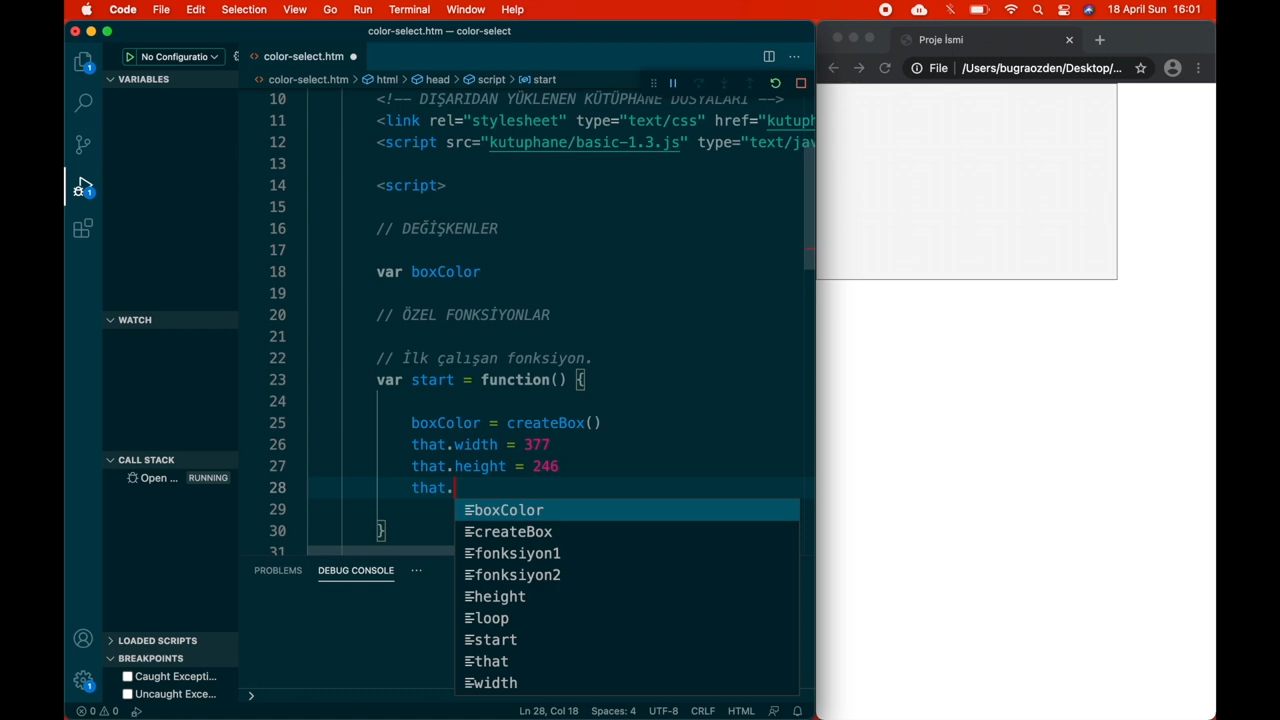 Code File Edit Selection View Go Run Terminal Window Help
18 April Sun 16:01
color-select.htm — color-select
No Configuratio
color-select.htm
Proje İsmi
File /Users/bugraozden/Desktop/...
color-select.htm html head script start
VARIABLES
WATCH
CALL STACK
Open ... RUNNING
LOADED SCRIPTS
BREAKPOINTS
Caught Excepti...
Uncaught Exce...
10 <!-- DIŞARIDAN YÜKLENEN KÜTÜPHANE DOSYALARI -->
11 <link rel="stylesheet" type="text/css" href="kutup
12 <script src="kutuphane/basic-1.3.js" type="text/jav
13
14 <script>
15
16 // DEĞİŞKENLER
17
18 var boxColor
19
20 // ÖZEL FONKSİYONLAR
21
22 // İlk çalışan fonksiyon.
23 var start = function() {
24
25 boxColor = createBox()
26 that.width = 377
27 that.height = 246
28 that.
29
30 }
31
boxColor
createBox
fonksiyon1
fonksiyon2
height
loop
start
that
width
PROBLEMS DEBUG CONSOLE ...
0 0
Ln 28, Col 18 Spaces: 4 UTF-8 CRLF HTML
1
1
1